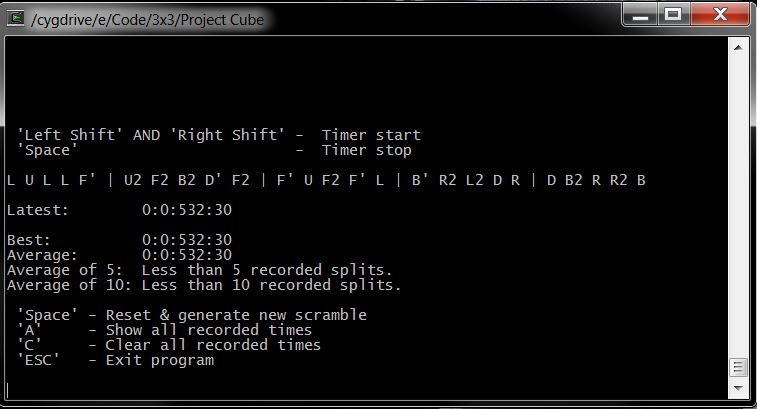 /cygdrive/e/Code/3x3/Project Cube
'Left Shift' AND 'Right Shift' - Timer start
'Space' - Timer stop
L U L L F' | U2 F2 B2 D' F2 | F' U F2 F' L | B' R2 L2 D R | D B2 R R2 B
Latest: 0:0:532:30
Best: 0:0:532:30
Average: 0:0:532:30
Average of 5: Less than 5 recorded splits.
Average of 10: Less than 10 recorded splits.
'Space' - Reset & generate new scramble
'A' - Show all recorded times
'C' - Clear all recorded times
'ESC' - Exit program